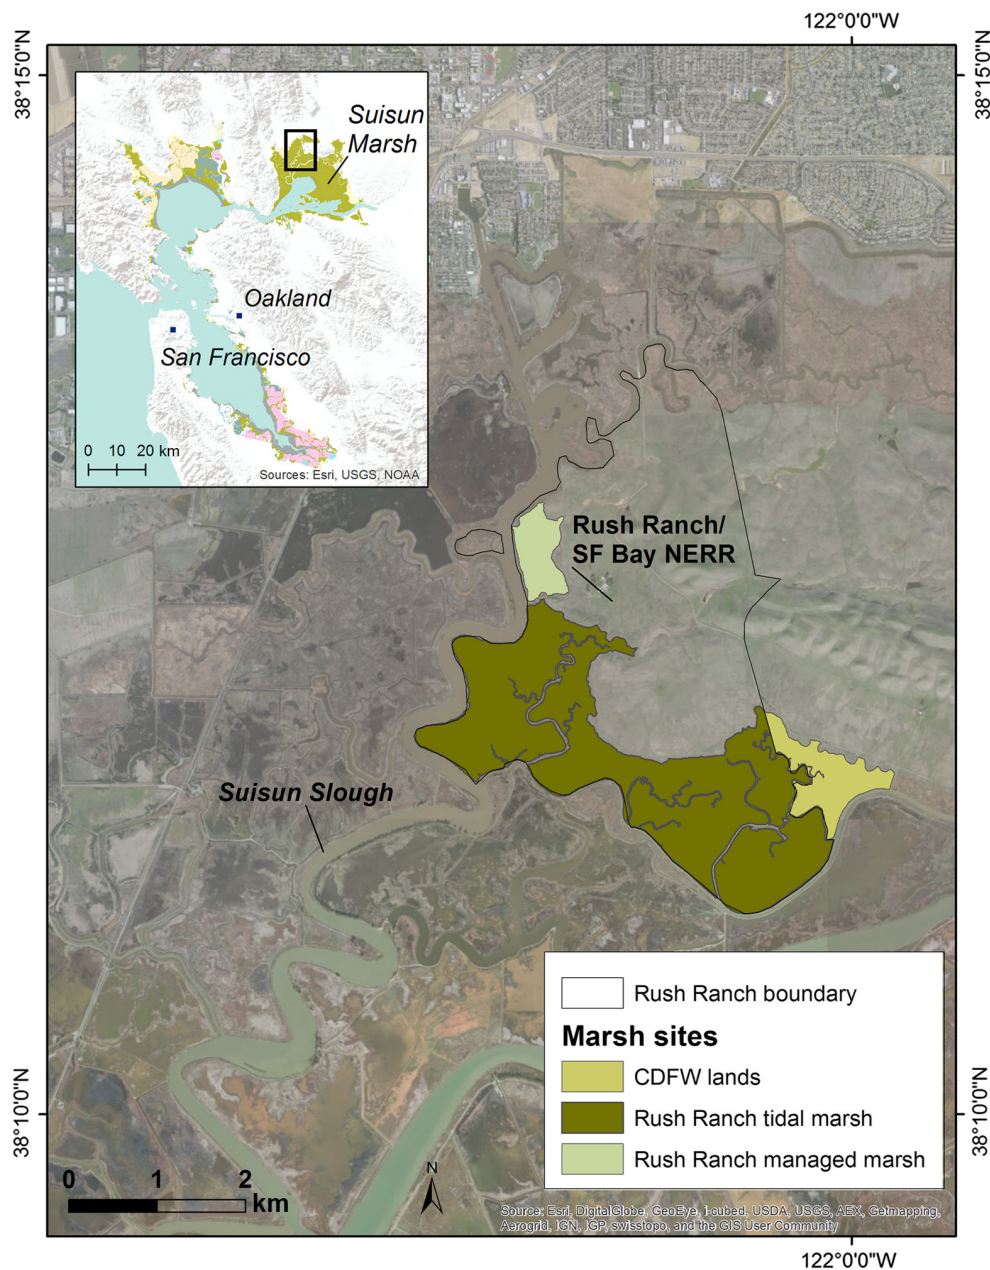 122°0'0"W
38°15'0"N
38°15'0"N
Suisun
Marsh
Oakland
San Francisco
0 10 20 km
Sources: Esri, USGS, NOAA
Rush Ranch/
SF Bay NERR
Suisun Slough
Rush Ranch boundary
Marsh sites
CDFW lands
Rush Ranch tidal marsh
Rush Ranch managed marsh
38°10'0"N
38°10'0"N
0 1 2
km
N
Source: Esri, DigitalGlobe, GeoEye, i-cubed, USDA, USGS, AEX, Getmapping,
Aerogrid, IGN, IGP, swisstopo, and the GIS User Community
122°0'0"W